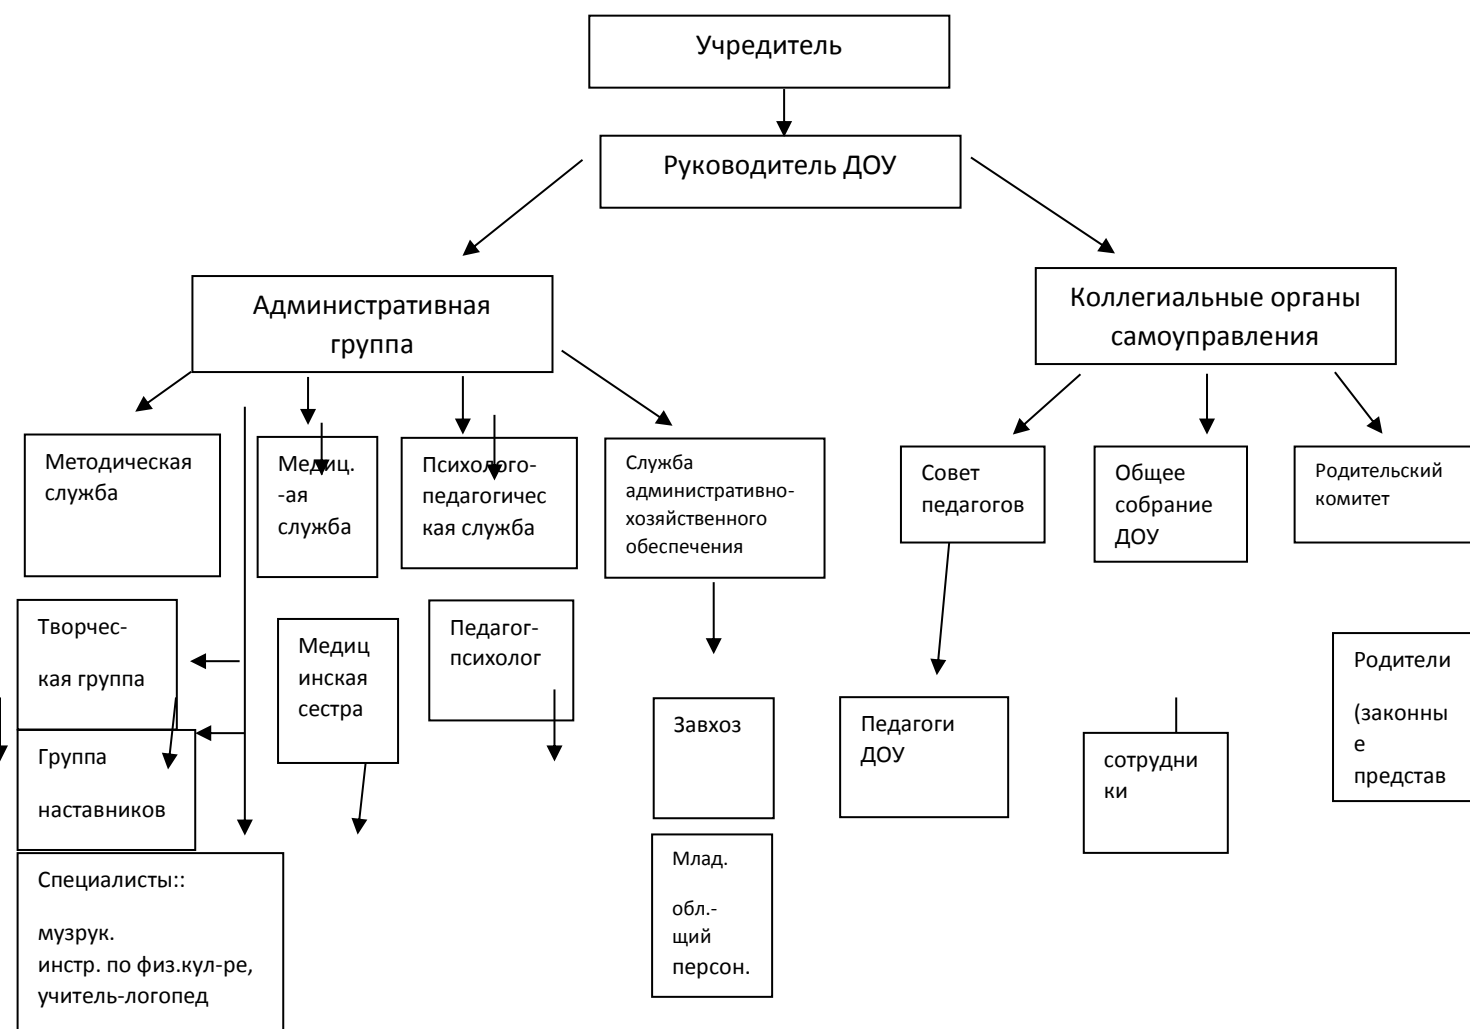 Учредитель
Руководитель ДОУ
Административная
группа
Коллегиальные органы
самоуправления
Методическая
служба
Медиц.
-ая
служба
Психолого-
педагогичес
кая служба
Служба
административно-
хозяйственного
обеспечения
Совет
педагогов
Общее
собрание
ДОУ
Родительский
комитет
Творчес-
кая группа
Медиц
инская
сестра
Педагог-
психолог
Родители
(законны
е
представ
Группа
наставников
Завхоз
Педагоги
ДОУ
сотрудни
ки
Специалисты::
музрук.
инстр. по физ.кул-ре,
учитель-логопед
Млад.
обл.-
щий
персон.